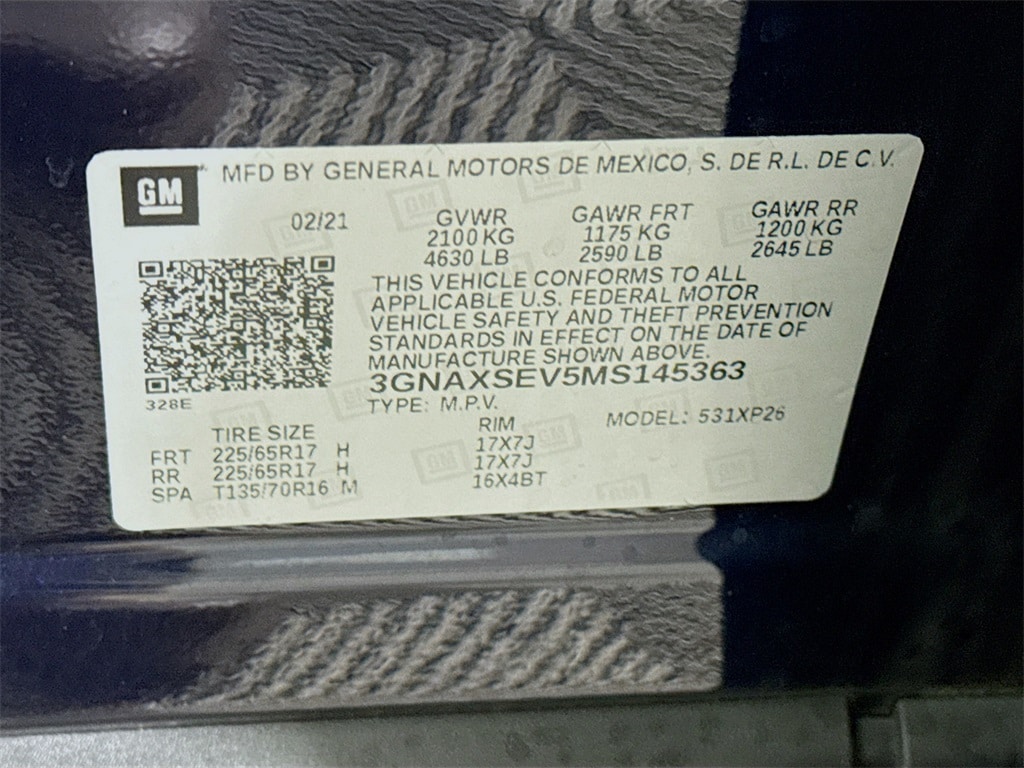 GM MFD BY GENERAL MOTORS DE MEXICO, S. DE R.L. DE C.V.
02/21 GVWR GAWR FRT GAWR RR
2100 KG 1175 KG 1200 KG
4630 LB 2590 LB 2645 LB
THIS VEHICLE CONFORMS TO ALL
APPLICABLE U.S. FEDERAL MOTOR
VEHICLE SAFETY AND THEFT PREVENTION
STANDARDS IN EFFECT ON THE DATE OF
MANUFACTURE SHOWN ABOVE.
3GNAXSEV5MS145363
328E TYPE: M.P.V. MODEL: 531XP26
TIRE SIZE RIM
FRT 225/65R17 H 17X7J
RR 225/65R17 H 17X7J
SPA T135/70R16 M 16X4BT